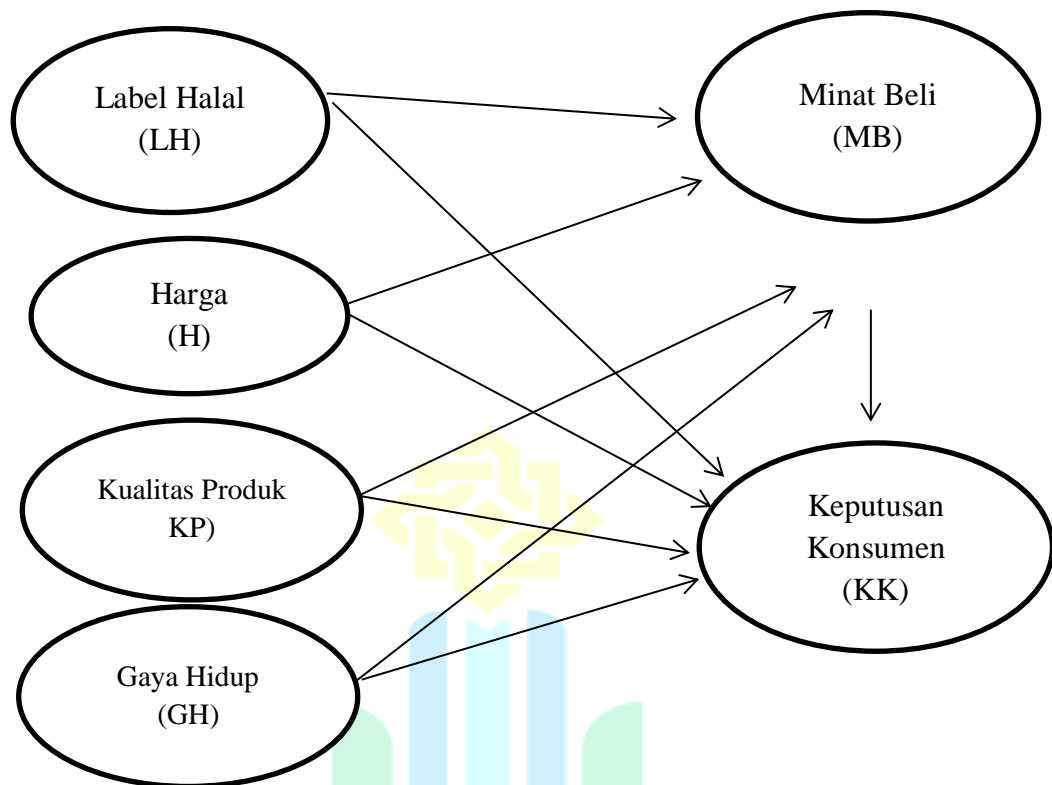 Label Halal
(LH)
Minat Beli
(MB)
Harga
(H)
Kualitas Produk
KP)
Keputusan
Konsumen
(KK)
Gaya Hidup
(GH)